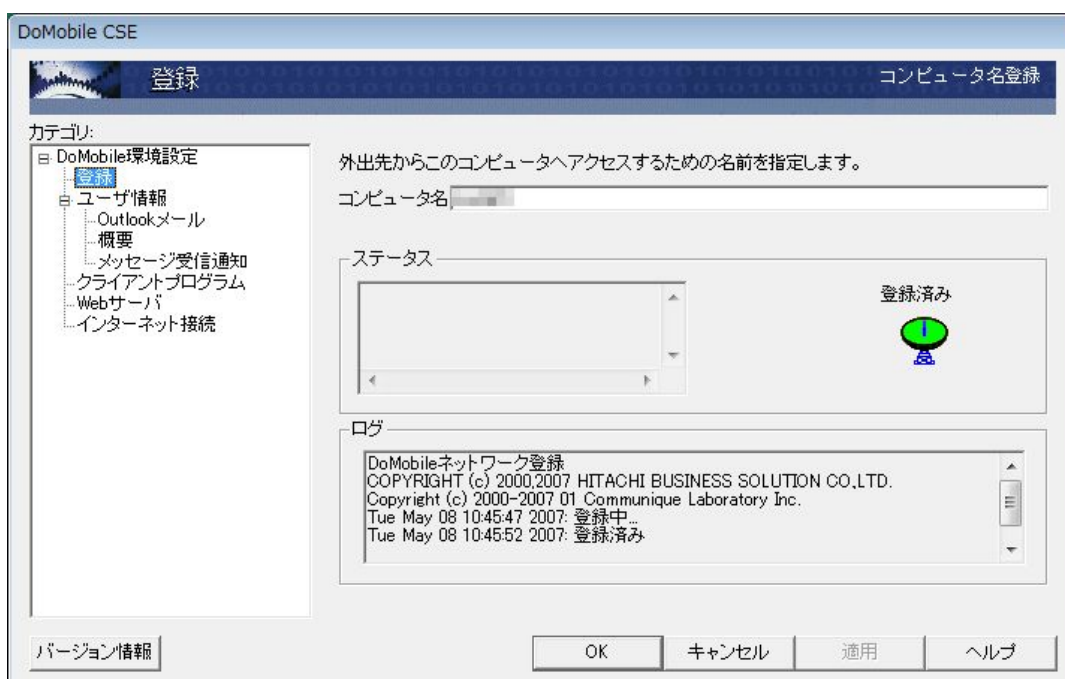 DoMobile CSE
登録
コンピュータ名登録
カテゴリ:
DoMobile環境設定
登録
ユーザ情報
Outlookメール
概要
メッセージ受信通知
クライアントプログラム
Webサーバ
インターネット接続
外出先からこのコンピュータへアクセスするための名前を指定します。
コンピュータ名
ステータス
登録済み
ログ
DoMobileネットワーク登録
COPYRIGHT (c) 2000,2007 HITACHI BUSINESS SOLUTION CO.,LTD.
Copyright (c) 2000-2007 01 Communique Laboratory Inc.
Tue May 08 10:45:47 2007: 登録中...
Tue May 08 10:45:52 2007: 登録済み
バージョン情報
OK
キャンセル
適用
ヘルプ